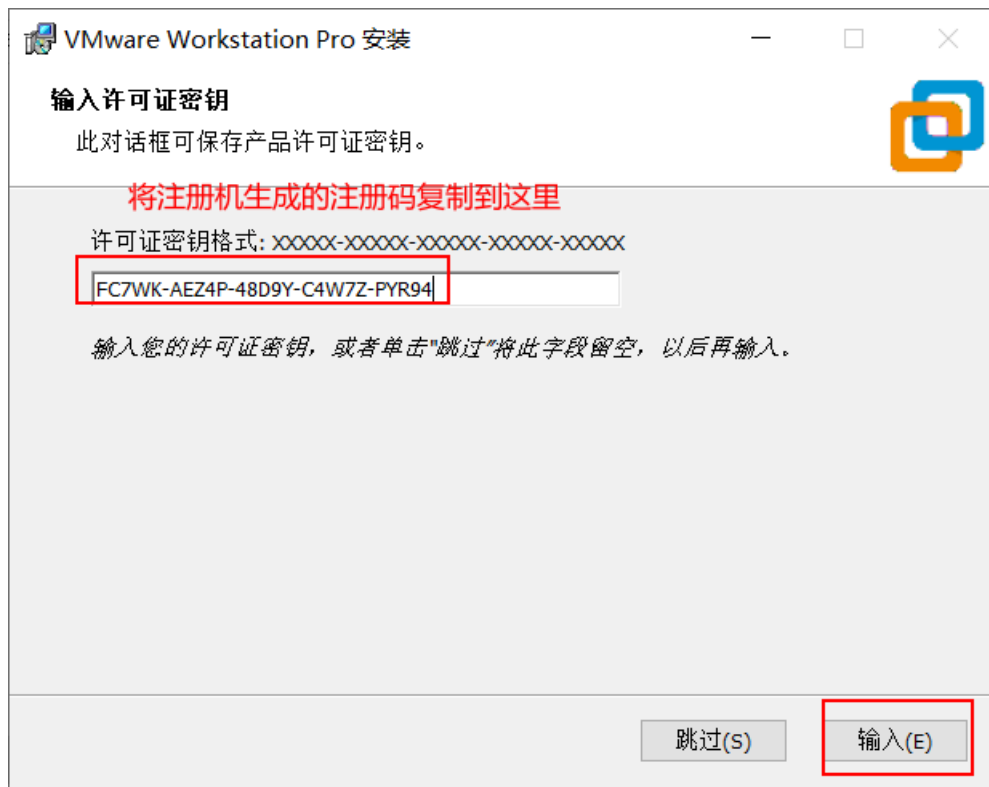 VMware Workstation Pro 安装
输入许可证密钥
此对话框可保存产品许可证密钥。
将注册机生成的注册码复制到这里
许可证密钥格式: XXXXX-XXXXX-XXXXX-XXXXX-XXXXX
FC7WK-AEZ4P-48D9Y-C4W7Z-PYR94
输入您的许可证密钥，或者单击"跳过"将此字段留空，以后再输入。
跳过(S)
输入(E)